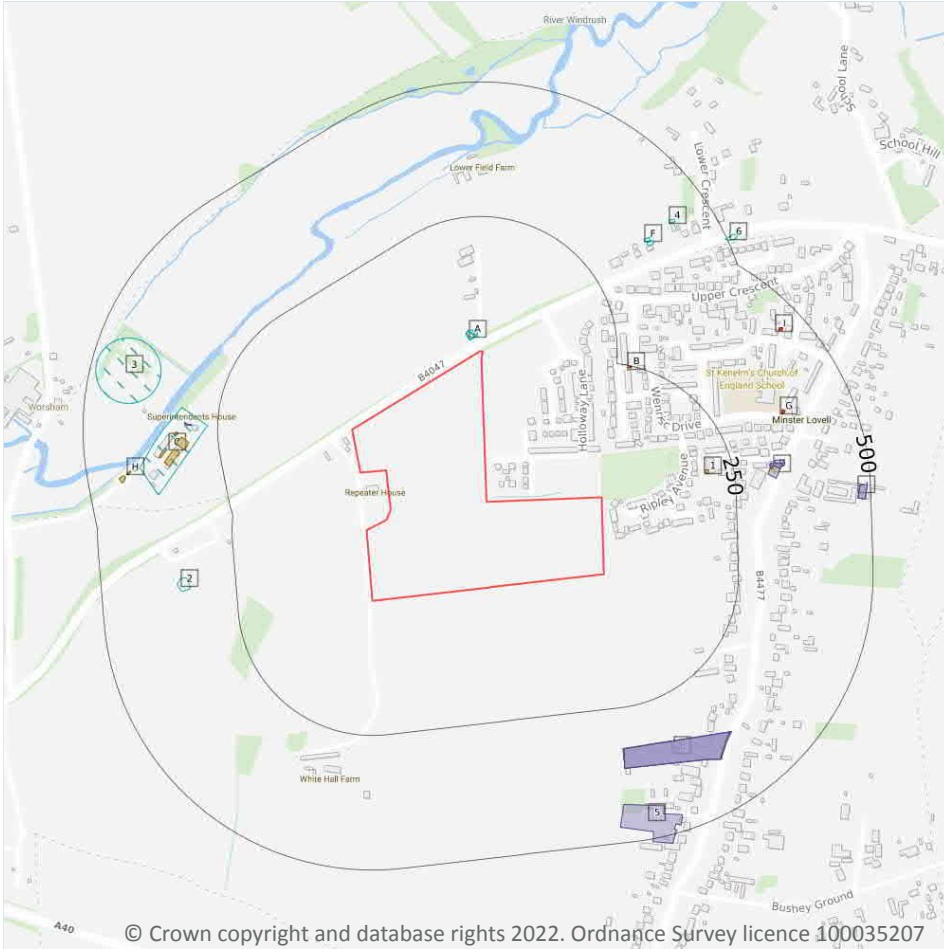 River Windrush
School Lane
School Hill
Lower Crescent
Lower Field Farm
4
F
6
Upper Crescent
A
B4047
B
St Kenelm's Church of
England School
3
Worsham
Superintendents House
Holloway Lane
Wenrisc Drive
G
Minster Lovell
H
1
250
500
Ripley Avenue
Repeater House
2
B4477
White Hall Farm
5
Bushey Ground
A40
© Crown copyright and database rights 2022. Ordnance Survey licence 100035207